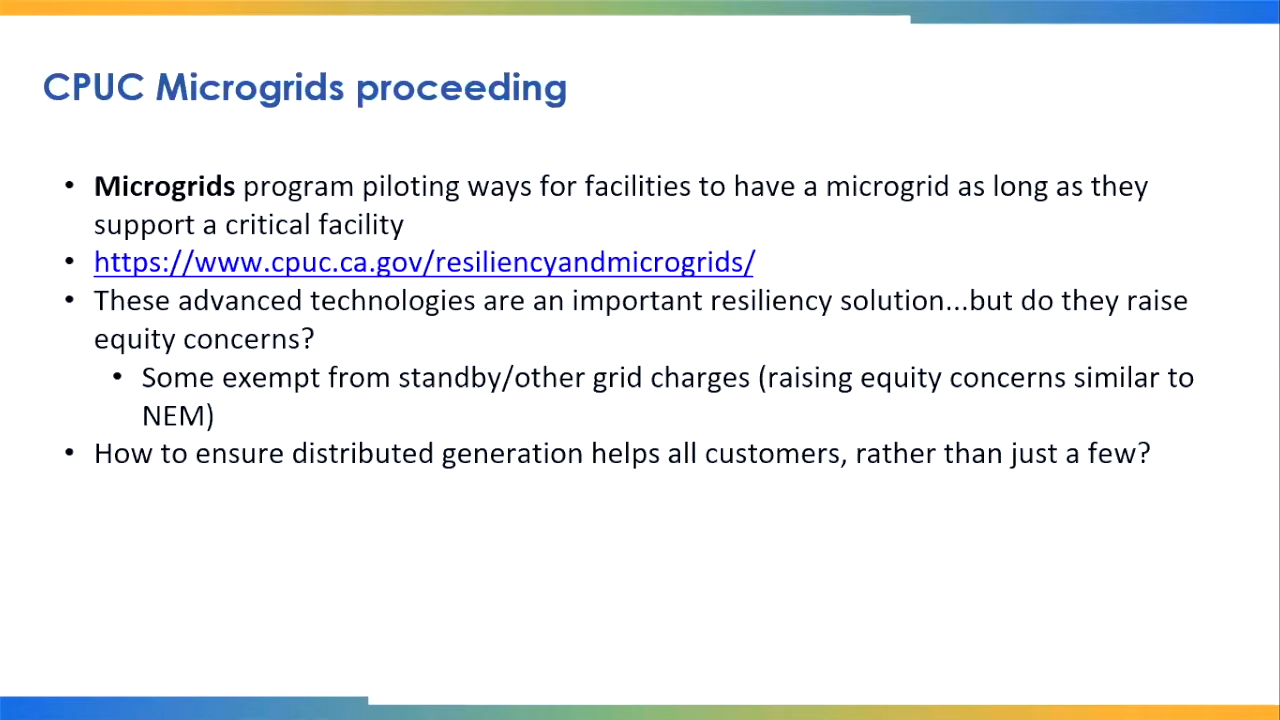 CPUC Microgrids proceeding
• Microgrids program piloting ways for facilities to have a microgrid as long as they
support a critical facility
• https://www.cpuc.ca.gov/resiliencyandmicrogrids/
• These advanced technologies are an important resiliency solution...but do they raise
equity concerns?
• Some exempt from standby/other grid charges (raising equity concerns similar to
NEM)
• How to ensure distributed generation helps all customers, rather than just a few?